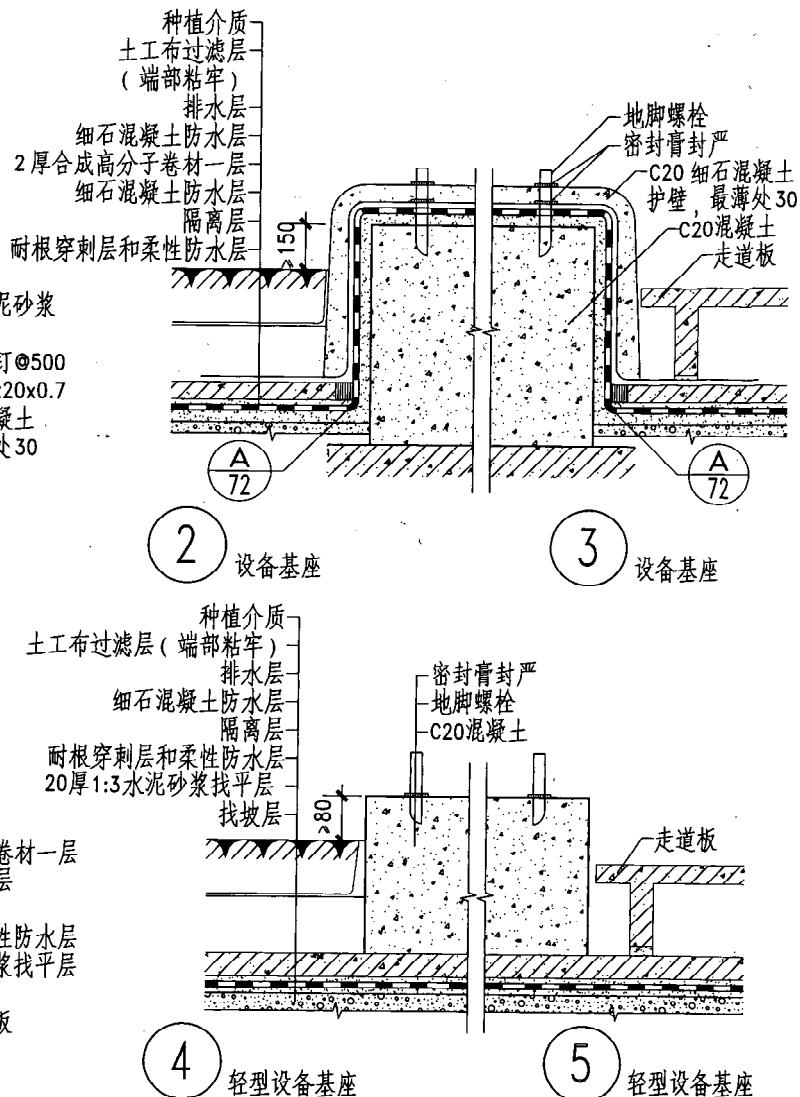 种植介质
土工布过滤层
(端部粘牢)
排水层
细石混凝土防水层
2厚合成高分子卷材一层
细石混凝土防水层
隔离层
耐根穿刺层和柔性防水层
≥150
地脚螺栓
密封膏封严
C20 细石混凝土
护壁,最薄处30
C20混凝土
走道板
泥砂浆
钉@500
20x0.7
凝土
处30
A
72
A
72
2 设备基座
3 设备基座
种植介质
土工布过滤层(端部粘牢)
排水层
细石混凝土防水层
隔离层
耐根穿刺层和柔性防水层
20厚1:3水泥砂浆找平层
找坡层
≥80
密封膏封严
地脚螺栓
C20混凝土
走道板
卷材一层
层
性防水层
浆找平层
板
4 轻型设备基座
5 轻型设备基座